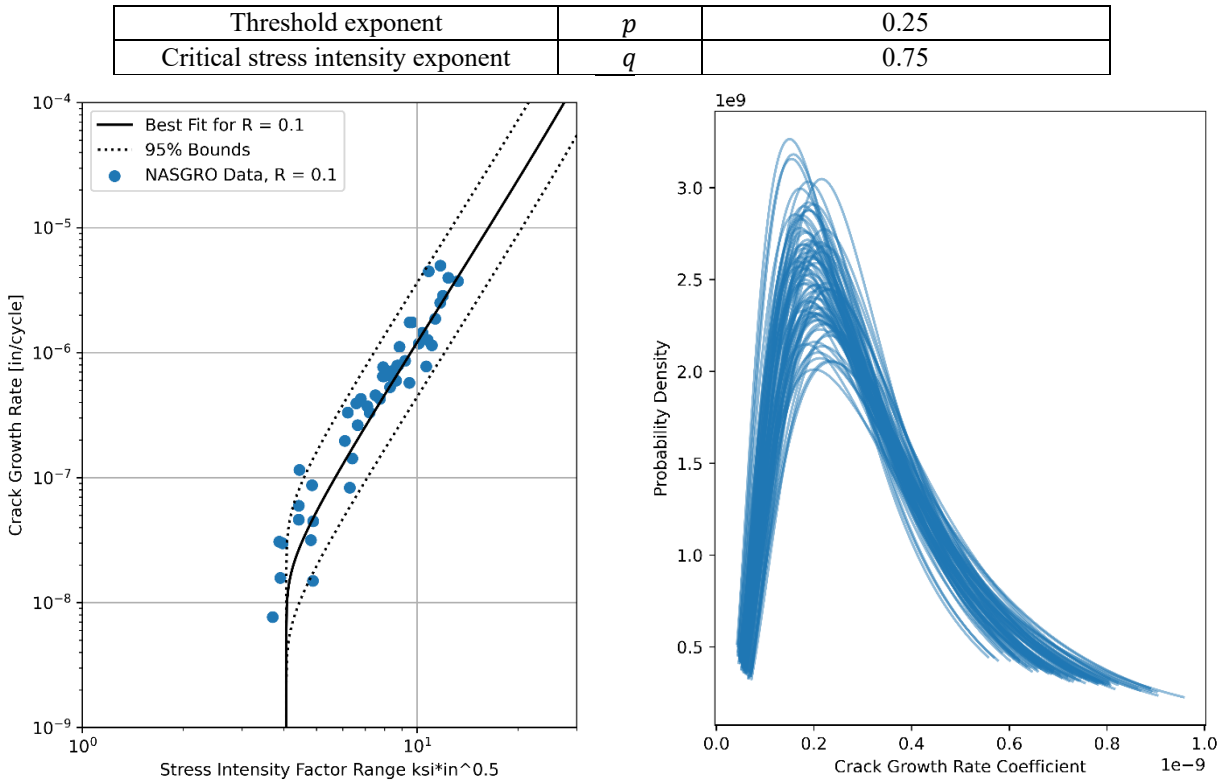 Threshold exponent p 0.25
Critical stress intensity exponent q 0.75
10^-4
10^-5
10^-6
10^-7
10^-8
10^-9
10^0
10^1
Crack Growth Rate [in/cycle]
Stress Intensity Factor Range ksi*in^0.5
Best Fit for R = 0.1
95% Bounds
NASGRO Data, R = 0.1
1e9
3.0
2.5
2.0
1.5
1.0
0.5
Probability Density
0.0 0.2 0.4 0.6 0.8 1.0
1e-9
Crack Growth Rate Coefficient